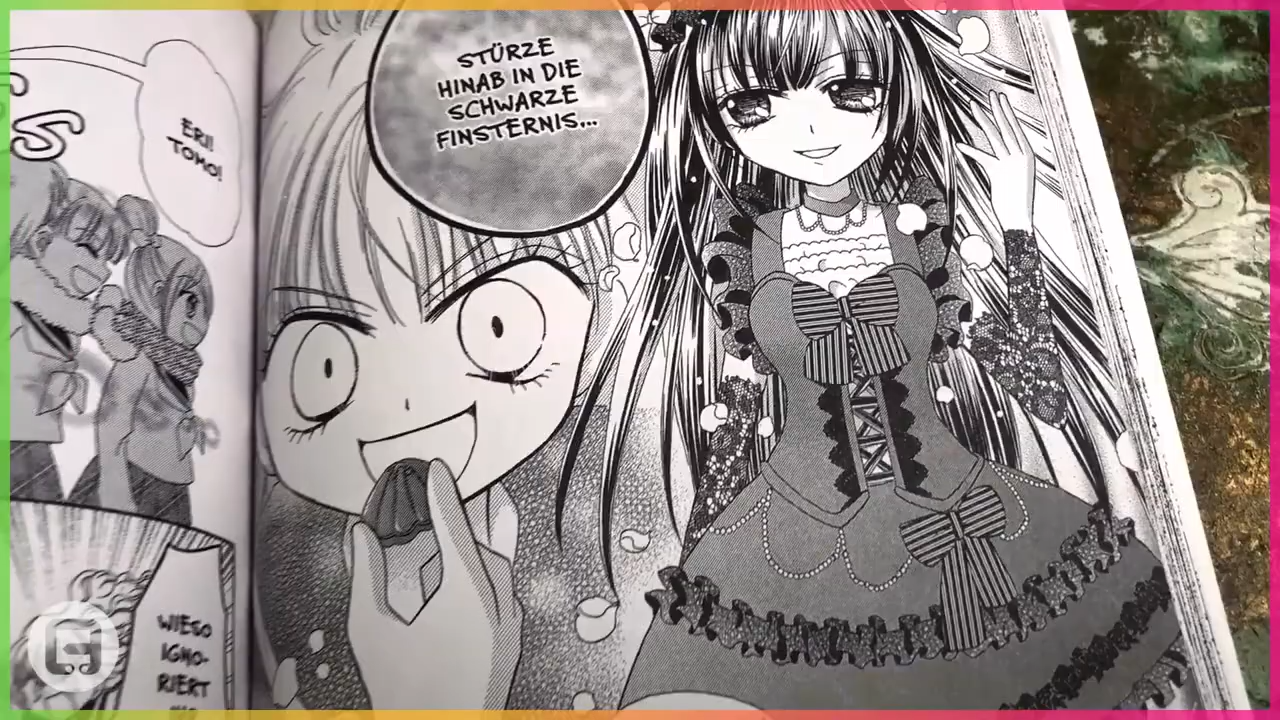 ERI!
TOMO!
WIESO
IGNO-
RIERT
STÜRZE
HINAB IN DIE
SCHWARZE
FINSTERNIS...